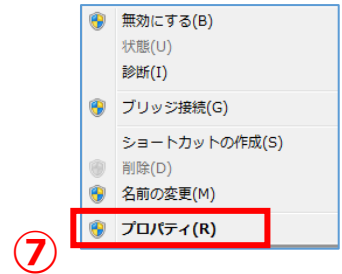 無効にする(B)
状態(U)
診断(I)
ブリッジ接続(G)
ショートカットの作成(S)
削除(D)
名前の変更(M)
プロパティ(R)
⑦